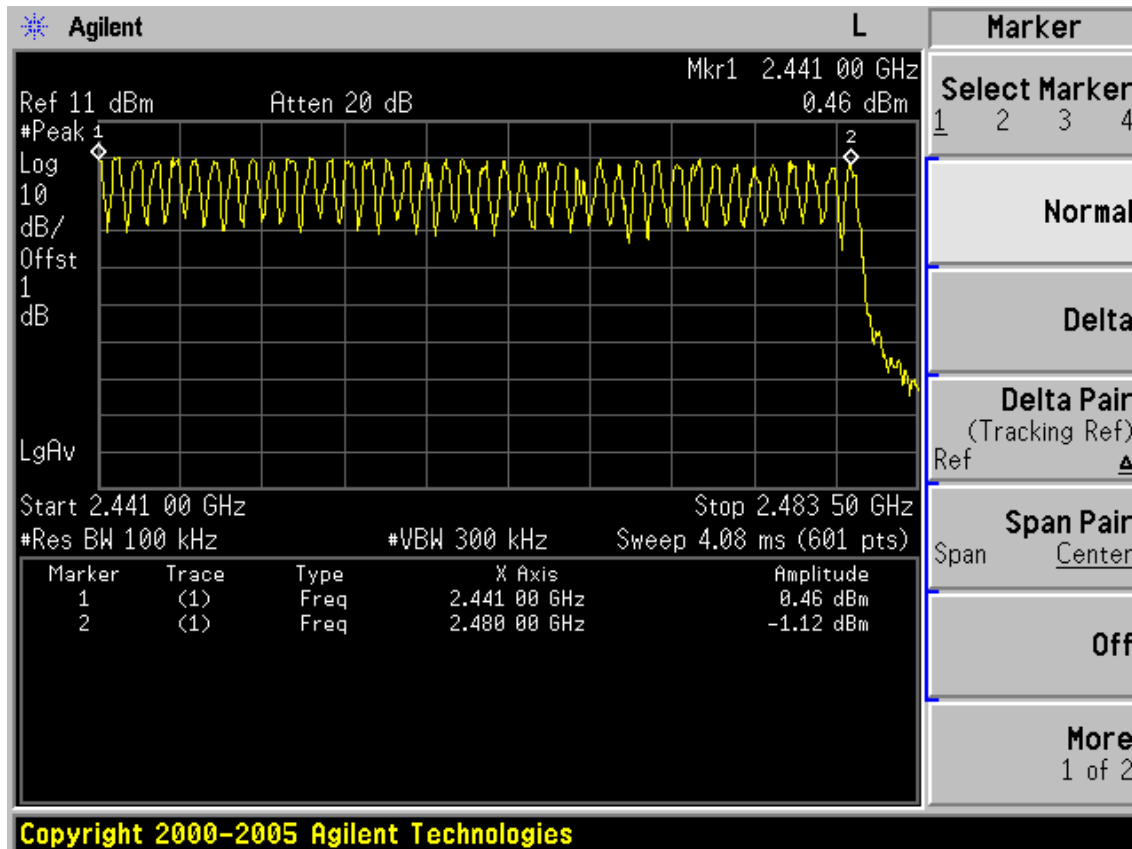 Agilent L Marker
Mkr1 2.441 00 GHz
Ref 11 dBm Atten 20 dB 0.46 dBm
#Peak
Log
10
dB/
Offst
1
dB
LgAv
1
2
Start 2.441 00 GHz Stop 2.483 50 GHz
#Res BW 100 kHz #VBW 300 kHz Sweep 4.08 ms (601 pts)
Marker Trace Type X Axis Amplitude
1 (1) Freq 2.441 00 GHz 0.46 dBm
2 (1) Freq 2.480 00 GHz -1.12 dBm
Select Marker
1 2 3 4
Normal
Delta
Delta Pair
(Tracking Ref)
Ref Δ
Span Pair
Span Center
Off
More
1 of 2
Copyright 2000-2005 Agilent Technologies